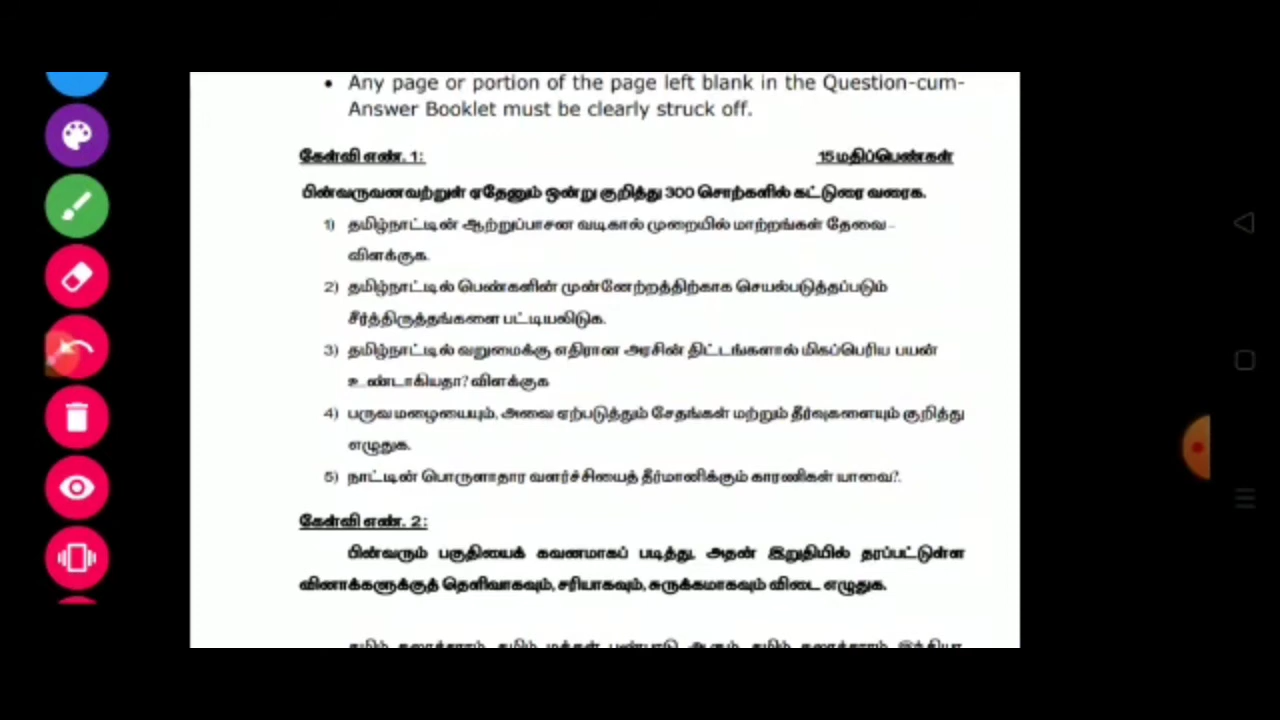 • Any page or portion of the page left blank in the Question-cum-
Answer Booklet must be clearly struck off.
கேள்வி எண். 1: 15 மதிப்பெண்கள்
பின்வருவனவற்றுள் ஏதேனும் ஒன்று குறித்து 300 சொற்களில் கட்டுரை வரைக.
1) தமிழ்நாட்டின் ஆற்றுப்பாசன வடிகால் முறையில் மாற்றங்கள் தேவை -
விளக்குக.
2) தமிழ்நாட்டில் பெண்களின் முன்னேற்றத்திற்காக செயல்படுத்தப்படும்
சீர்த்திருத்தங்களை பட்டியலிடுக.
3) தமிழ்நாட்டில் வறுமைக்கு எதிரான அரசின் திட்டங்களால் மிகப்பெரிய பயன்
உண்டாகியதா? விளக்குக
4) பருவ மழையையும், அவை ஏற்படுத்தும் சேதங்கள் மற்றும் தீர்வுகளையும் குறித்து
எழுதுக.
5) நாட்டின் பொருளாதார வளர்ச்சியைத் தீர்மானிக்கும் காரணிகள் யாவை?.
கேள்வி எண். 2:
பின்வரும் பகுதியைக் கவனமாகப் படித்து, அதன் இறுதியில் தரப்பட்டுள்ள
வினாக்களுக்குத் தெளிவாகவும், சரியாகவும், சுருக்கமாகவும் விடை எழுதுக.